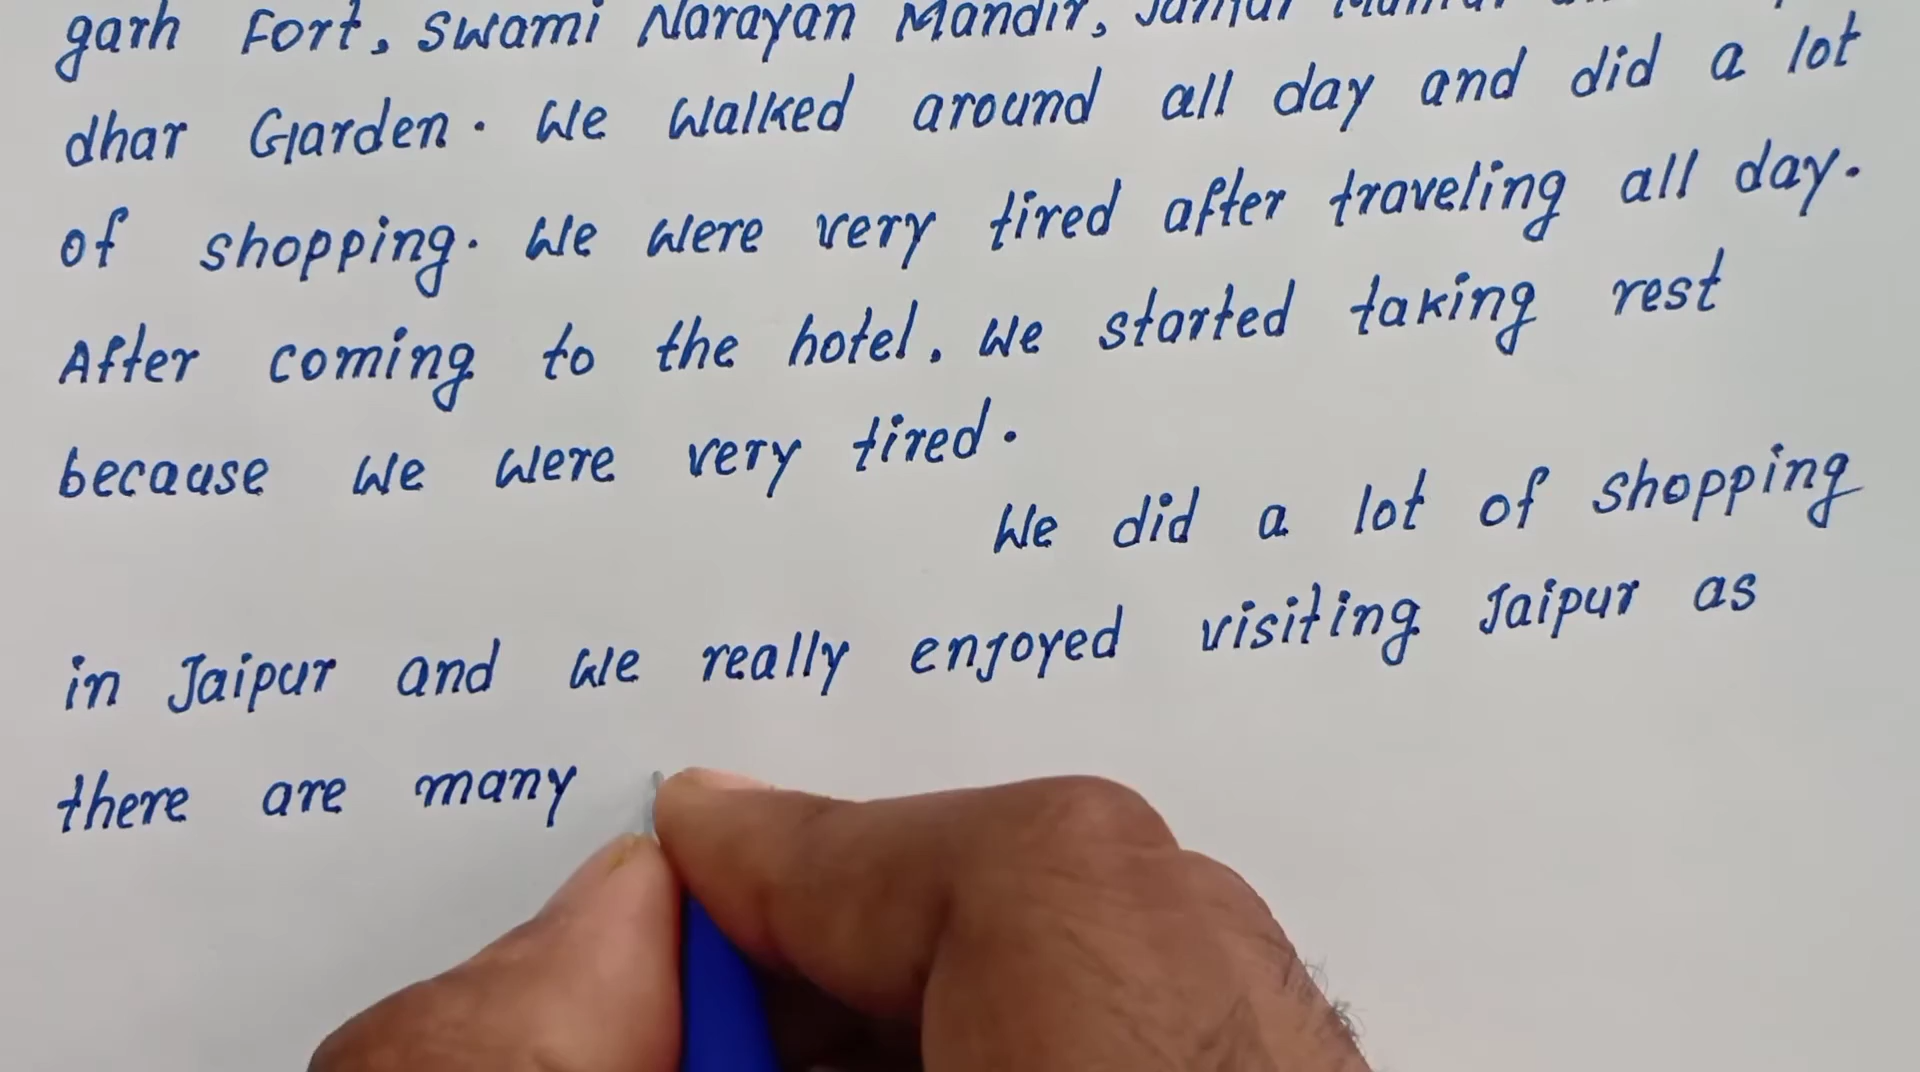 garh Fort, Swami Narayan Mandir,
dhar Garden. We walked around all day and did a lot
of shopping. We were very tired after traveling all day.
After coming to the hotel, we started taking rest
because we were very tired.
We did a lot of shopping
in Jaipur and we really enjoyed visiting Jaipur as
there are many